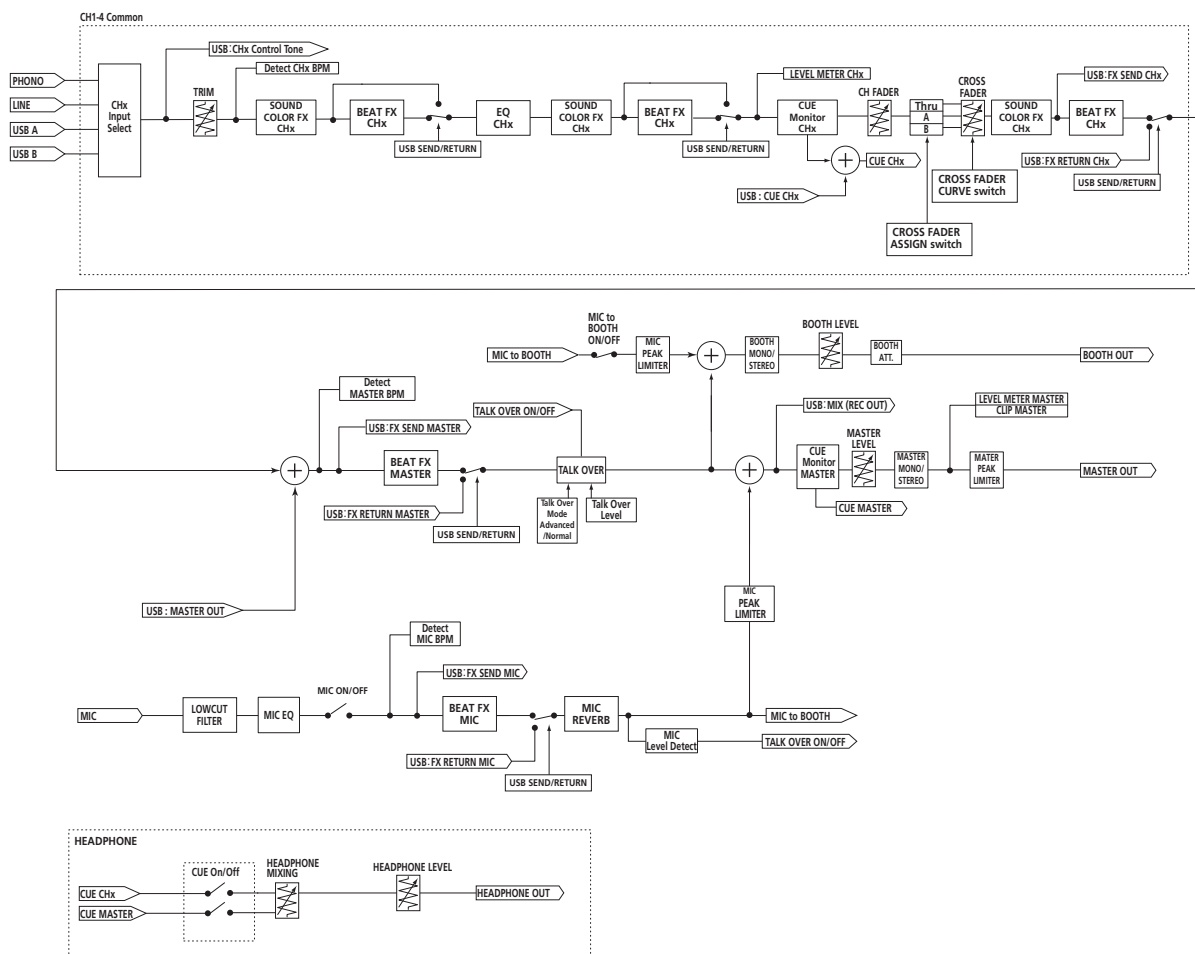 CH1-4 Common
USB:CHx Control Tone
Detect CHx BPM
PHONO
LINE
USB A
USB B
CHx
Input
Select
TRIM
SOUND
COLOR FX
CHx
BEAT FX
CHx
USB SEND/RETURN
EQ
CHx
SOUND
COLOR FX
CHx
BEAT FX
CHx
USB SEND/RETURN
LEVEL METER CHx
CUE
Monitor
CHx
CUE CHx
USB : CUE CHx
CH FADER
Thru
A
B
CROSS
FADER
CROSS FADER
CURVE switch
CROSS FADER
ASSIGN switch
SOUND
COLOR FX
CHx
USB:FX SEND CHx
BEAT FX
CHx
USB:FX RETURN CHx
USB SEND/RETURN
MIC to BOOTH
MIC to
BOOTH
ON/OFF
MIC
PEAK
LIMITER
BOOTH
MONO/
STEREO
BOOTH LEVEL
BOOTH
ATT.
BOOTH OUT
Detect
MASTER BPM
USB:FX SEND MASTER
BEAT FX
MASTER
USB:FX RETURN MASTER
USB SEND/RETURN
TALK OVER ON/OFF
TALK OVER
Talk Over
Mode
Advanced
/Normal
Talk Over
Level
USB:MIX (REC OUT)
CUE
Monitor
MASTER
CUE MASTER
MASTER
LEVEL
MASTER
MONO/
STEREO
LEVEL METER MASTER
CLIP MASTER
MATER
PEAK
LIMITER
MASTER OUT
USB : MASTER OUT
MIC
PEAK
LIMITER
MIC
LOWCUT
FILTER
MIC EQ
MIC ON/OFF
Detect
MIC BPM
USB:FX SEND MIC
BEAT FX
MIC
USB:FX RETURN MIC
USB SEND/RETURN
MIC
REVERB
MIC to BOOTH
MIC
Level Detect
TALK OVER ON/OFF
HEADPHONE
CUE CHx
CUE MASTER
CUE On/Off
HEADPHONE
MIXING
HEADPHONE LEVEL
HEADPHONE OUT